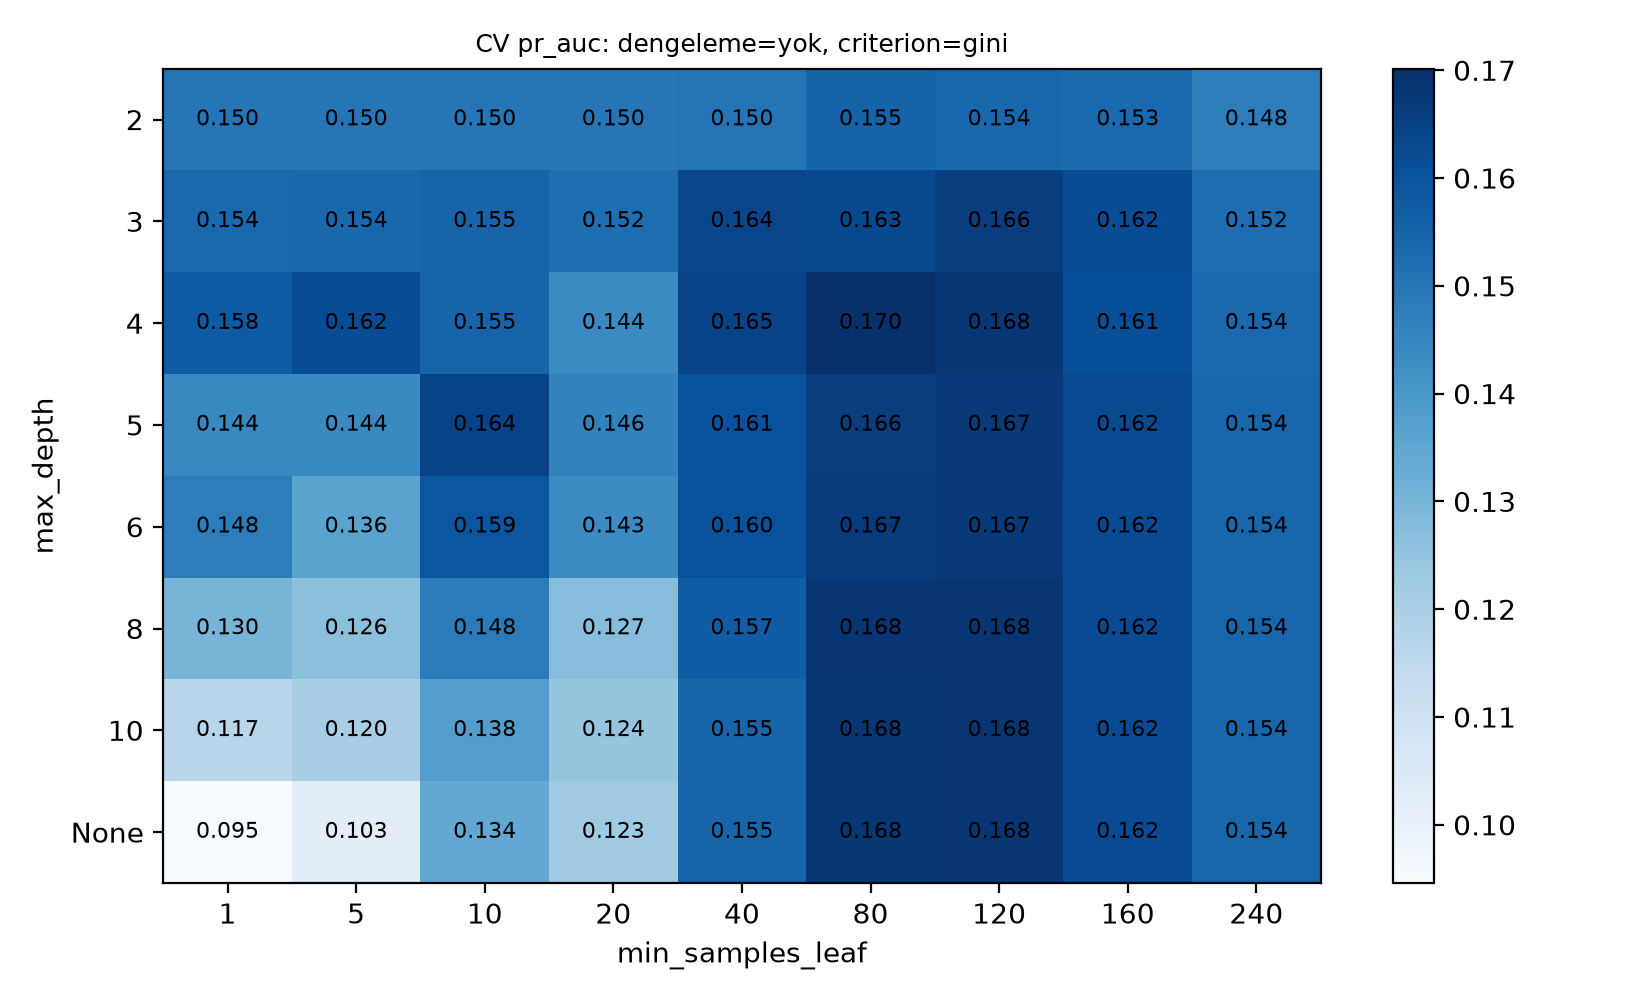 CV pr_auc: dengeleme=yok, criterion=gini
max_depth
2 0.150 0.150 0.150 0.150 0.150 0.155 0.154 0.153 0.148
3 0.154 0.154 0.155 0.152 0.164 0.163 0.166 0.162 0.152
4 0.158 0.162 0.155 0.144 0.165 0.170 0.168 0.161 0.154
5 0.144 0.144 0.164 0.146 0.161 0.166 0.167 0.162 0.154
6 0.148 0.136 0.159 0.143 0.160 0.167 0.167 0.162 0.154
8 0.130 0.126 0.148 0.127 0.157 0.168 0.168 0.162 0.154
10 0.117 0.120 0.138 0.124 0.155 0.168 0.168 0.162 0.154
None 0.095 0.103 0.134 0.123 0.155 0.168 0.168 0.162 0.154
1 5 10 20 40 80 120 160 240
min_samples_leaf
0.17
0.16
0.15
0.14
0.13
0.12
0.11
0.10